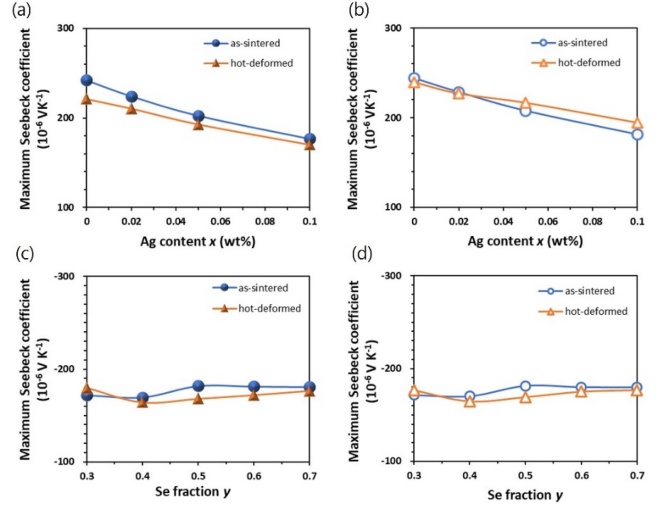 (a)
Maximum Seebeck coefficient
(10⁻⁶ VK⁻¹)
300
200
100
as-sintered
hot-deformed
0
0.02
0.04
0.06
0.08
0.1
Ag content x (wt%)
(b)
Maximum Seebeck coefficient
(10⁻⁶ VK⁻¹)
300
200
100
as-sintered
hot-deformed
0
0.02
0.04
0.06
0.08
0.1
Ag content x (wt%)
(c)
Maximum Seebeck coefficient
(10⁻⁶ V K⁻¹)
-300
-200
-100
as-sintered
hot-deformed
0.3
0.4
0.5
0.6
0.7
Se fraction y
(d)
Maximum Seebeck coefficient
(10⁻⁶ V K⁻¹)
-300
-200
-100
as-sintered
hot-deformed
0.3
0.4
0.5
0.6
0.7
Se fraction y